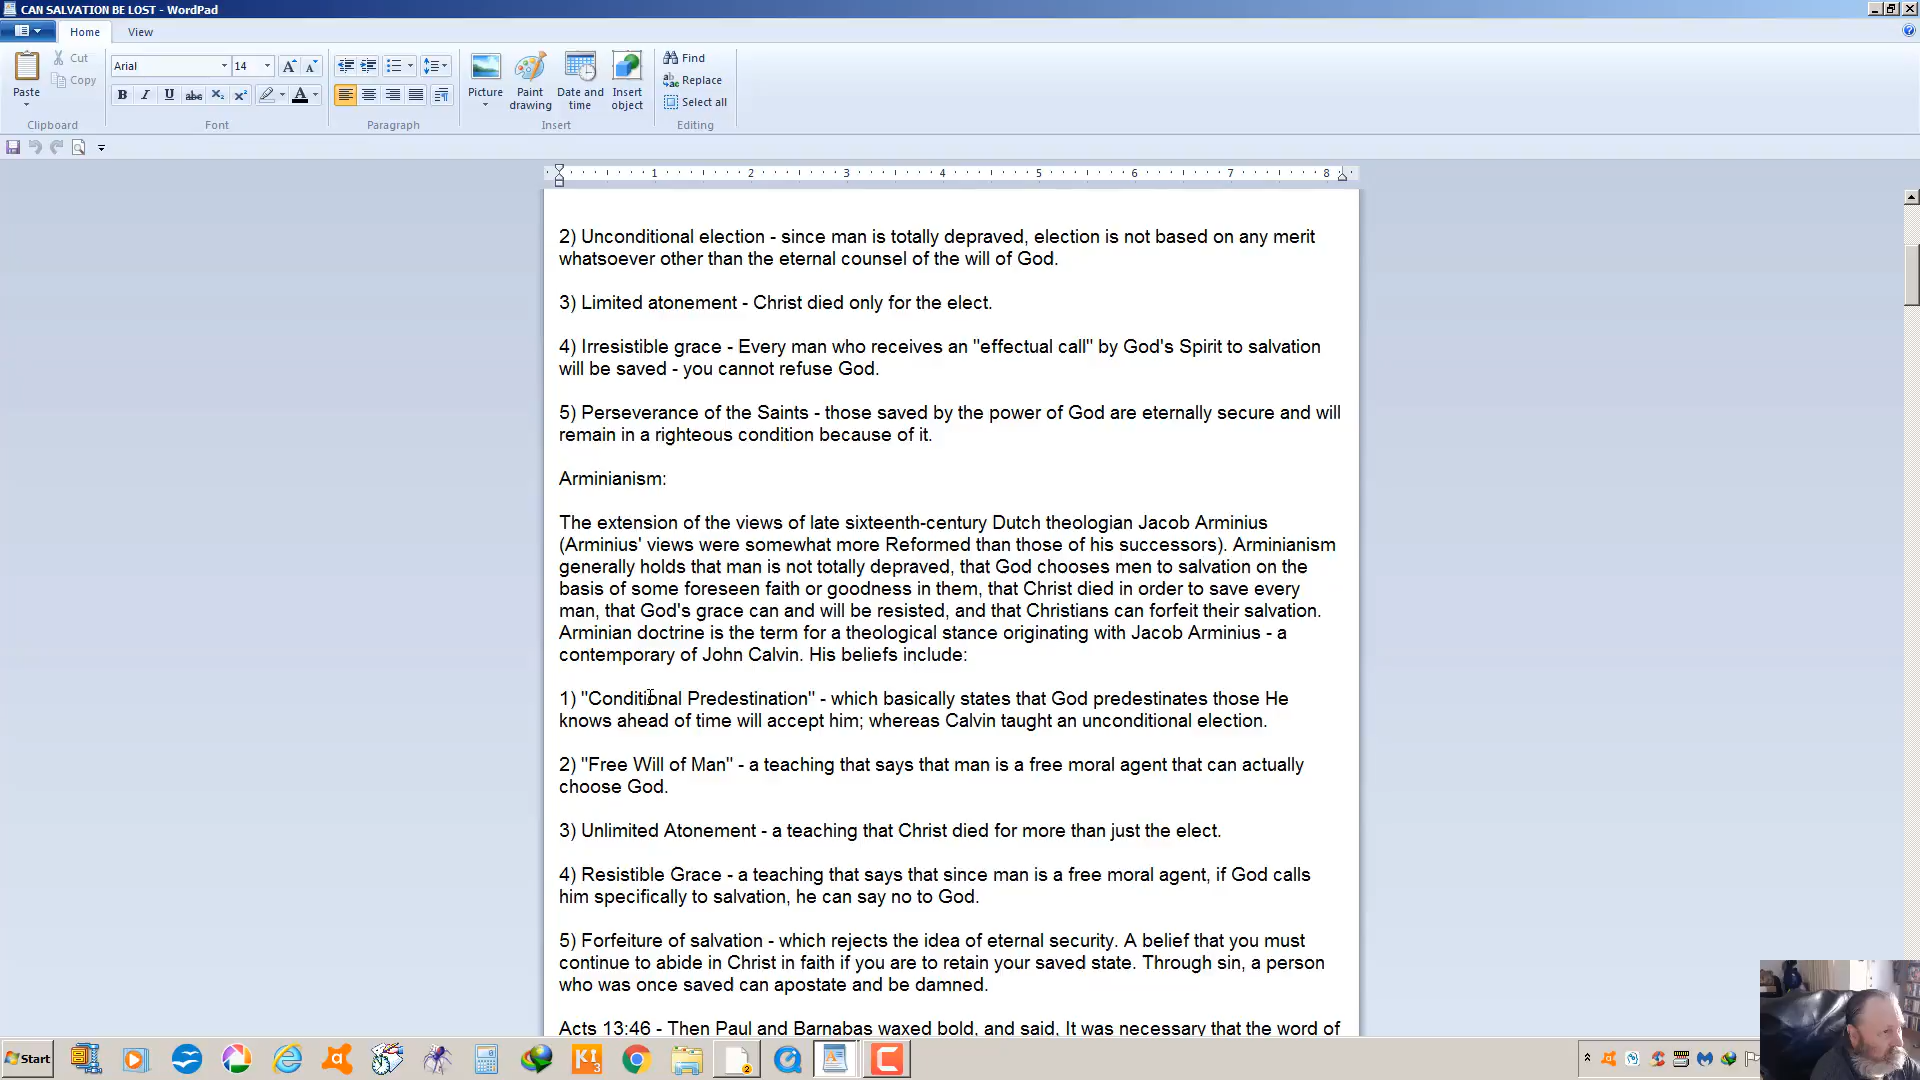 CAN SALVATION BE LOST - WordPad
Home
View
Paste
Cut
Copy
Clipboard
Arial
14
Font
Paragraph
Picture
Paint drawing
Date and time
Insert object
Insert
Find
Replace
Select all
Editing
1 2 3 4 5 6 7 8
2) Unconditional election - since man is totally depraved, election is not based on any merit
whatsoever other than the eternal counsel of the will of God.
3) Limited atonement - Christ died only for the elect.
4) Irresistible grace - Every man who receives an "effectual call" by God's Spirit to salvation
will be saved - you cannot refuse God.
5) Perseverance of the Saints - those saved by the power of God are eternally secure and will
remain in a righteous condition because of it.
Arminianism:
The extension of the views of late sixteenth-century Dutch theologian Jacob Arminius
(Arminius' views were somewhat more Reformed than those of his successors). Arminianism
generally holds that man is not totally depraved, that God chooses men to salvation on the
basis of some foreseen faith or goodness in them, that Christ died in order to save every
man, that God's grace can and will be resisted, and that Christians can forfeit their salvation.
Arminian doctrine is the term for a theological stance originating with Jacob Arminius - a
contemporary of John Calvin. His beliefs include:
1) "Conditional Predestination" - which basically states that God predestinates those He
knows ahead of time will accept him; whereas Calvin taught an unconditional election.
2) "Free Will of Man" - a teaching that says that man is a free moral agent that can actually
choose God.
3) Unlimited Atonement - a teaching that Christ died for more than just the elect.
4) Resistible Grace - a teaching that says that since man is a free moral agent, if God calls
him specifically to salvation, he can say no to God.
5) Forfeiture of salvation - which rejects the idea of eternal security. A belief that you must
continue to abide in Christ in faith if you are to retain your saved state. Through sin, a person
who was once saved can apostate and be damned.
Acts 13:46 - Then Paul and Barnabas waxed bold, and said, It was necessary that the word of
Start